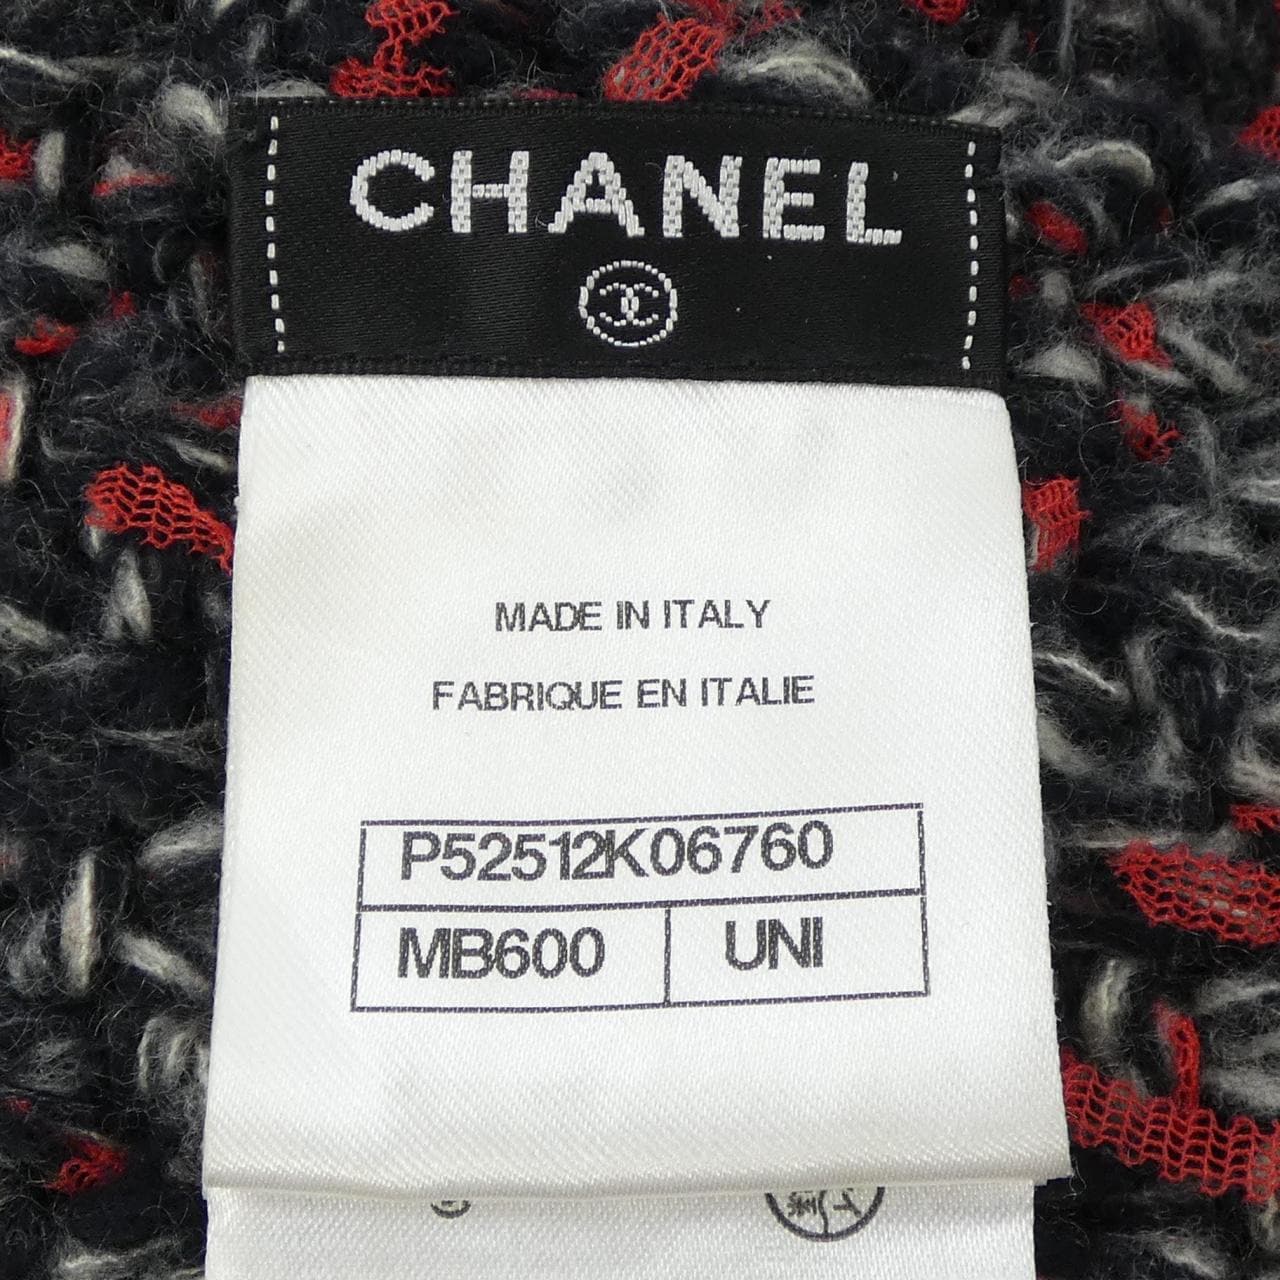 CHANEL
MADE IN ITALY
FABRIQUE EN ITALIE
P52512K06760
MB600 UNI